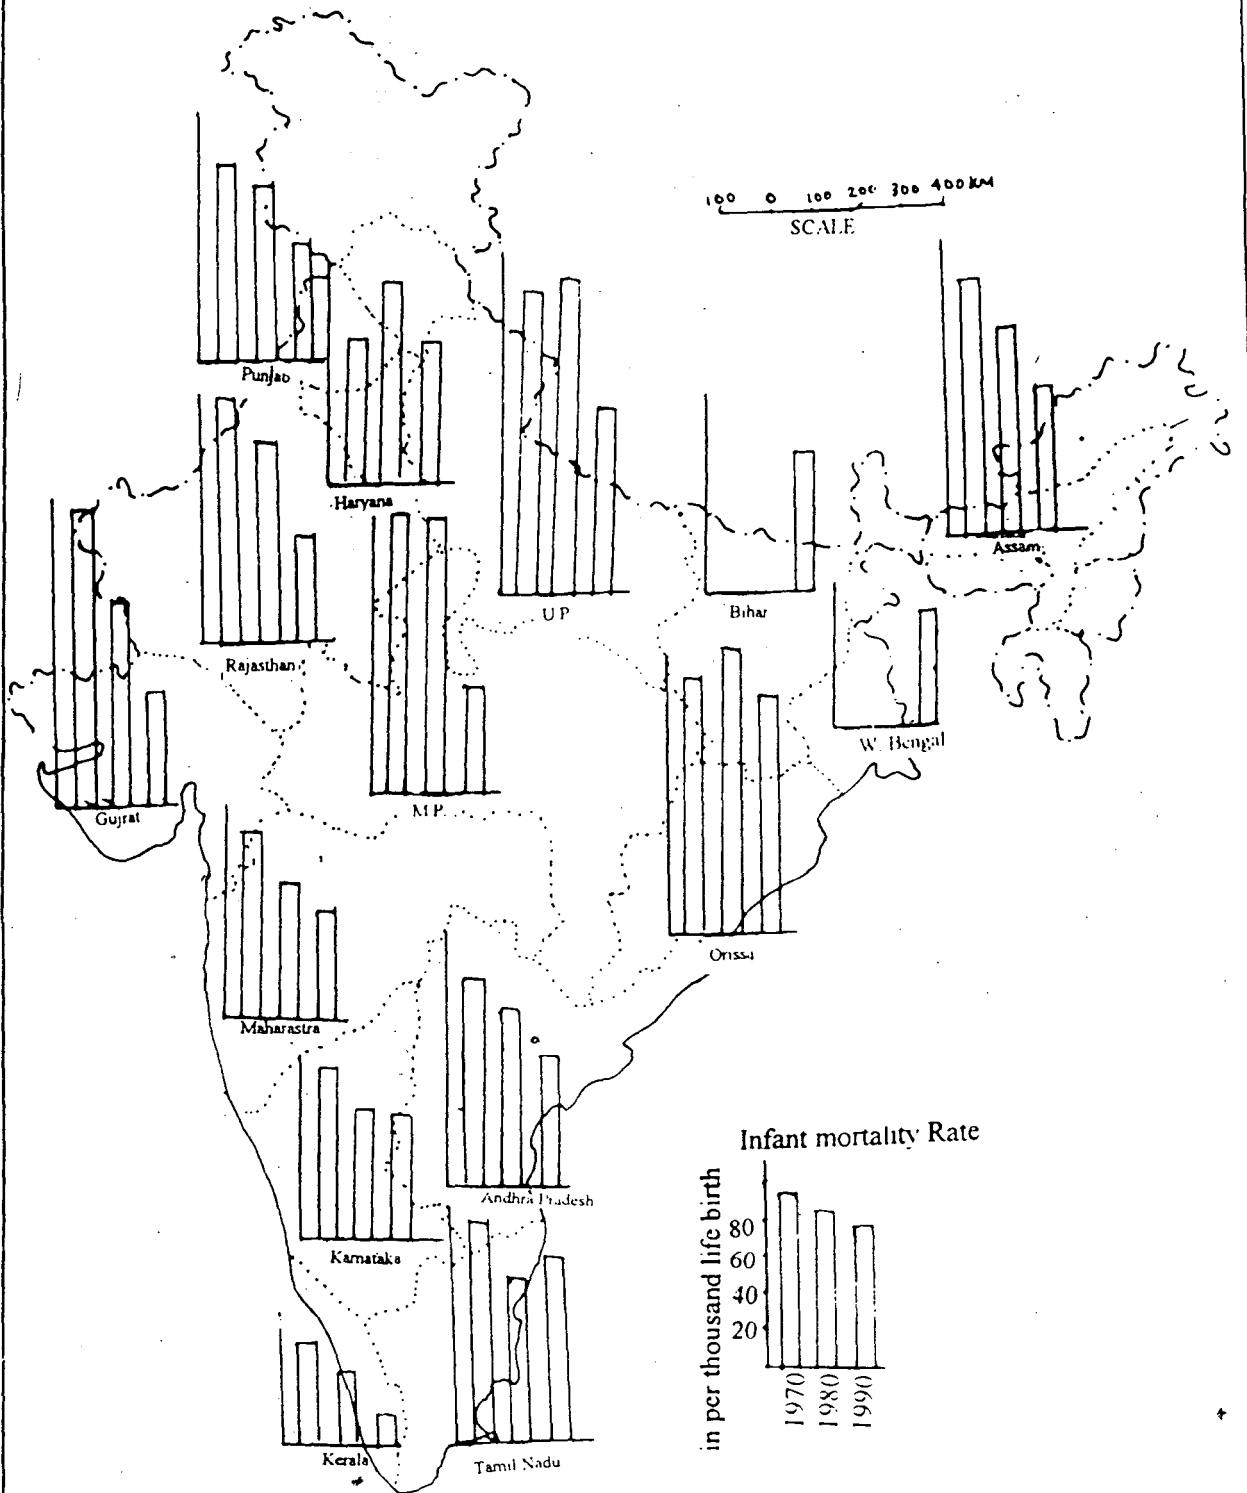 100 0 100 200 300 400 KM
SCALE
Punjab
Haryana
Assam
U P
Bihar
Rajasthan
W. Bengal
M P
Gujrat
Orissa
Maharastra
Andhra Pradesh
Karnataka
Kerala
Tamil Nadu
Infant mortality Rate
in per thousand life birth
80
60
40
20
1970
1980
1990